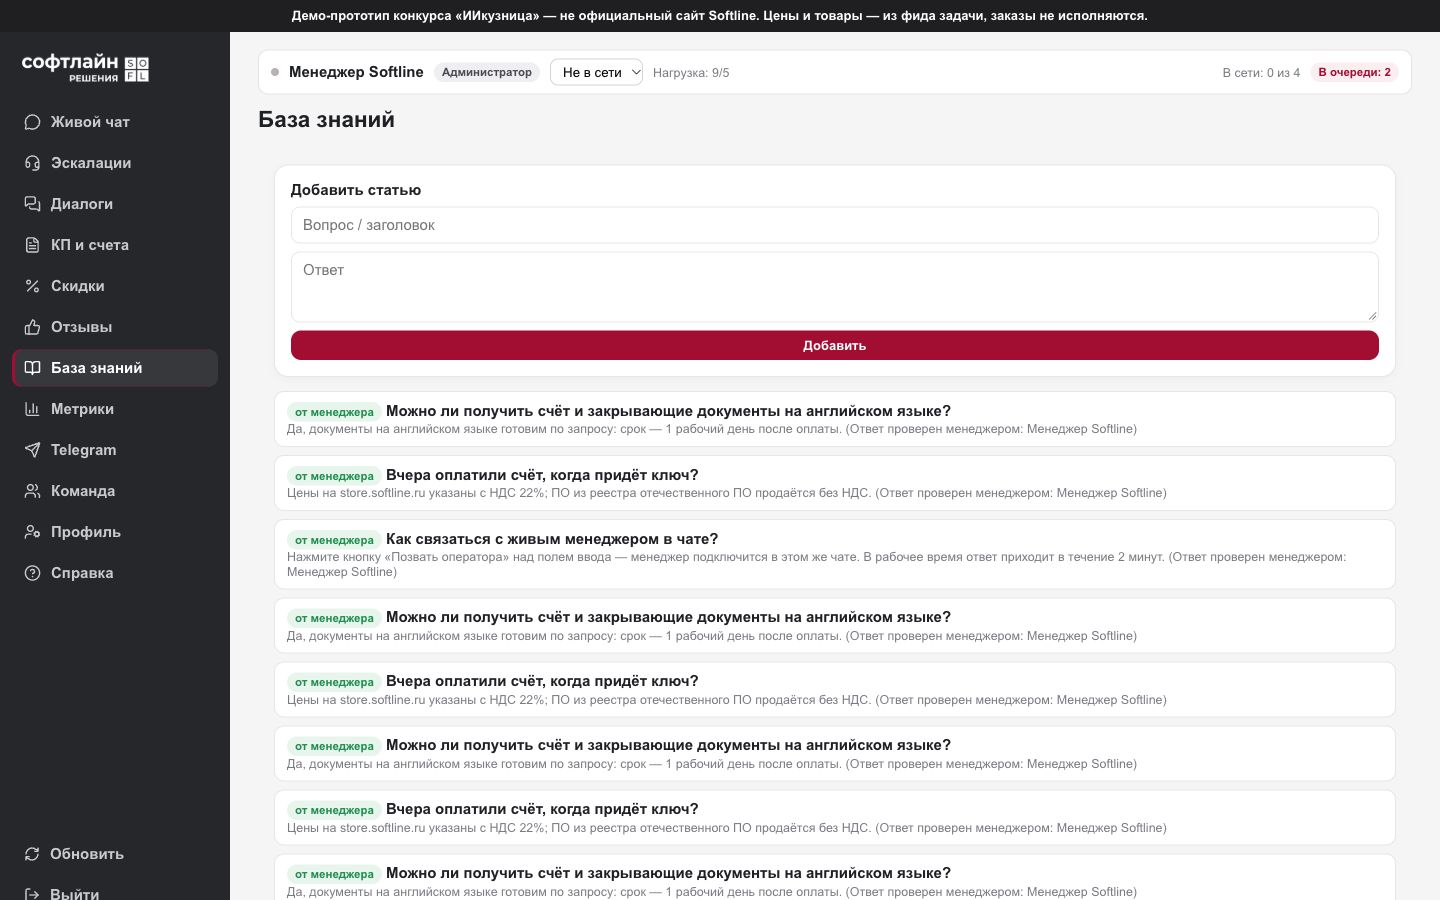 Демо-прототип конкурса «ИИкузница» — не официальный сайт Softline. Цены и товары — из фида задачи, заказы не исполняются.
софтлайн
РЕШЕНИЯ
SO
FL
Менеджер Softline
Администратор
Не в сети
Нагрузка: 9/5
В сети: 0 из 4
В очереди: 2
Живой чат
Эскалации
Диалоги
КП и счета
Скидки
Отзывы
База знаний
Метрики
Telegram
Команда
Профиль
Справка
Обновить
Выйти
База знаний
Добавить статью
Вопрос / заголовок
Ответ
Добавить
от менеджера Можно ли получить счёт и закрывающие документы на английском языке?
Да, документы на английском языке готовим по запросу: срок — 1 рабочий день после оплаты. (Ответ проверен менеджером: Менеджер Softline)
от менеджера Вчера оплатили счёт, когда придёт ключ?
Цены на store.softline.ru указаны с НДС 22%; ПО из реестра отечественного ПО продаётся без НДС. (Ответ проверен менеджером: Менеджер Softline)
от менеджера Как связаться с живым менеджером в чате?
Нажмите кнопку «Позвать оператора» над полем ввода — менеджер подключится в этом же чате. В рабочее время ответ приходит в течение 2 минут. (Ответ проверен менеджером:
Менеджер Softline)
от менеджера Можно ли получить счёт и закрывающие документы на английском языке?
Да, документы на английском языке готовим по запросу: срок — 1 рабочий день после оплаты. (Ответ проверен менеджером: Менеджер Softline)
от менеджера Вчера оплатили счёт, когда придёт ключ?
Цены на store.softline.ru указаны с НДС 22%; ПО из реестра отечественного ПО продаётся без НДС. (Ответ проверен менеджером: Менеджер Softline)
от менеджера Можно ли получить счёт и закрывающие документы на английском языке?
Да, документы на английском языке готовим по запросу: срок — 1 рабочий день после оплаты. (Ответ проверен менеджером: Менеджер Softline)
от менеджера Вчера оплатили счёт, когда придёт ключ?
Цены на store.softline.ru указаны с НДС 22%; ПО из реестра отечественного ПО продаётся без НДС. (Ответ проверен менеджером: Менеджер Softline)
от менеджера Можно ли получить счёт и закрывающие документы на английском языке?
Да, документы на английском языке готовим по запросу: срок — 1 рабочий день после оплаты. (Ответ проверен менеджером: Менеджер Softline)